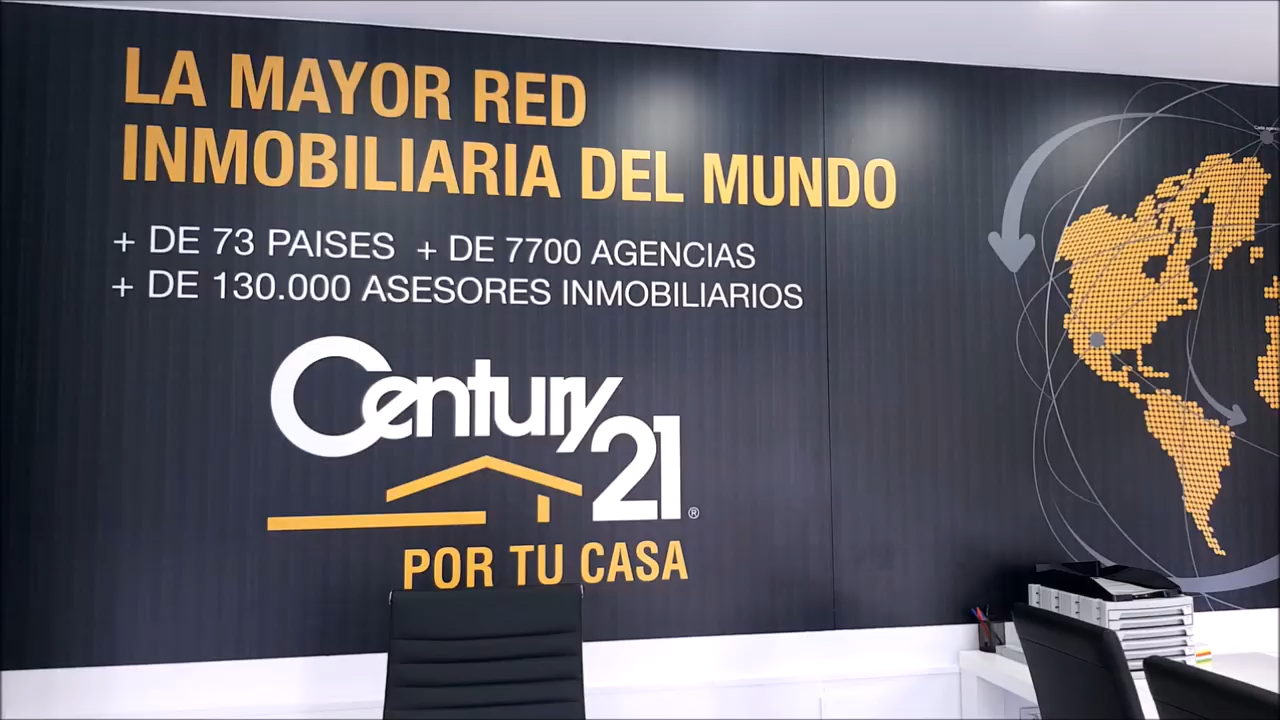 LA MAYOR RED
INMOBILIARIA DEL MUNDO
+ DE 73 PAISES + DE 7700 AGENCIAS
+ DE 130.000 ASESORES INMOBILIARIOS
Century
21®
POR TU CASA